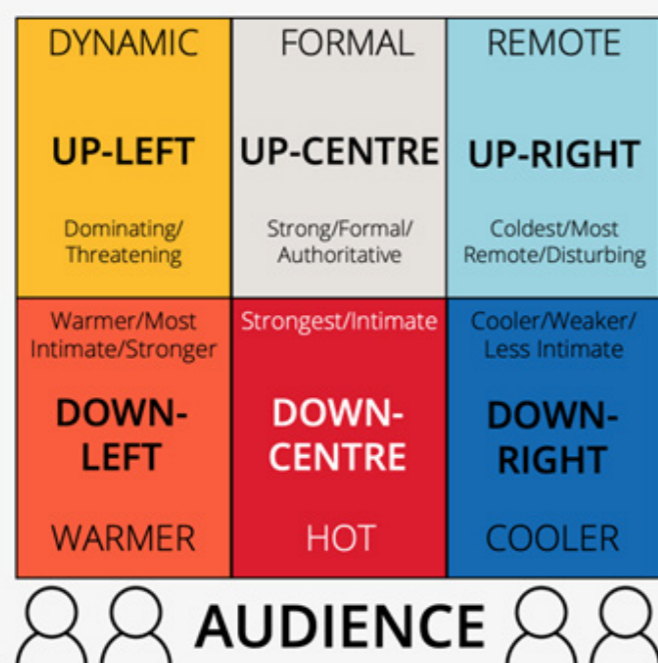 DYNAMIC
UP-LEFT
Dominating/
Threatening
FORMAL
UP-CENTRE
Strong/Formal/
Authoritative
REMOTE
UP-RIGHT
Coldest/Most
Remote/Disturbing
Warmer/Most
Intimate/Stronger
DOWN-
LEFT
WARMER
Strongest/Intimate
DOWN-
CENTRE
HOT
Cooler/Weaker/
Less Intimate
DOWN-
RIGHT
COOLER
AUDIENCE